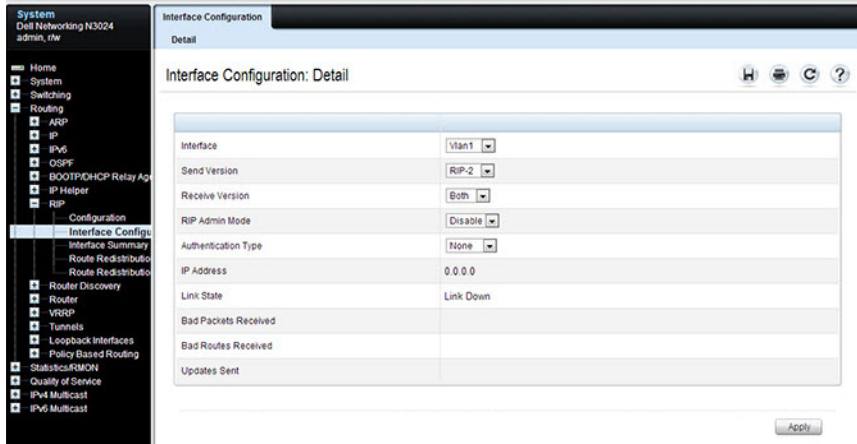 System
Dell Networking N3024
admin, r/w
Interface Configuration
Detail
Home
System
Switching
Routing
ARP
IP
IPv6
OSPF
BOOTP/DHCP Relay Age
IP Helper
RIP
Configuration
Interface Configu
Interface Summary
Route Redistributio
Route Redistributio
Router Discovery
Router
VRRP
Tunnels
Loopback Interfaces
Policy Based Routing
Statistics/RMON
Quality of Service
IPv4 Multicast
IPv6 Multicast
Interface Configuration: Detail
H C ?
Interface Vlan1
Send Version RIP-2
Receive Version Both
RIP Admin Mode Disable
Authentication Type None
IP Address 0.0.0.0
Link State Link Down
Bad Packets Received
Bad Routes Received
Updates Sent
Apply